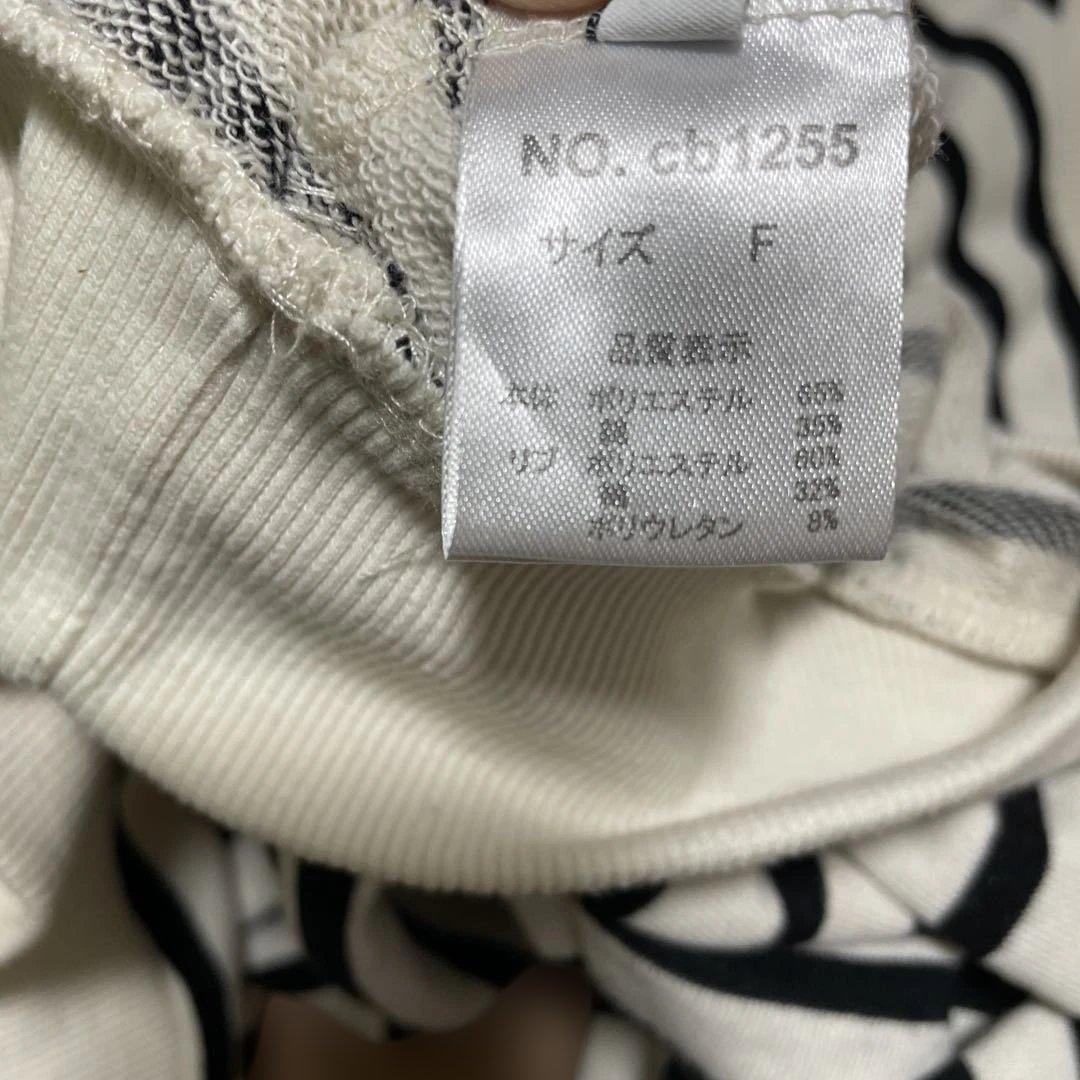 NO. cb1255
サイズ F
品質表示
本体 ポリエステル 65%
綿 35%
リブ ポリエステル 60%
綿 32%
ポリウレタン 8%